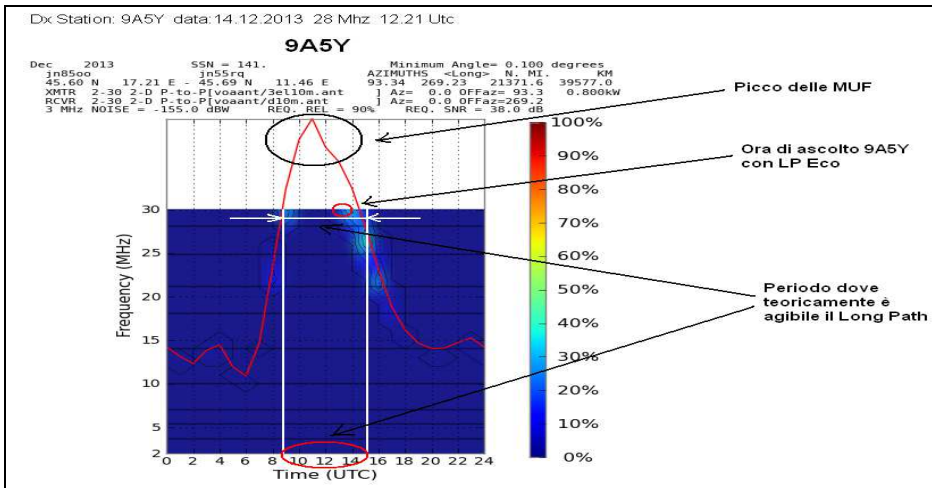 Dx Station: 9A5Y data:14.12.2013 28 Mhz 12.21 Utc
9A5Y
Dec 2013 SSN = 141. Minimum Angle= 0.100 degrees
jn85oo jn55rq AZIMUTHS <Long> N. MI. KM
45.60 N 17.21 E - 45.69 N 11.46 E 93.34 269.23 21371.6 39577.0
XMTR 2-30 2-D P-to-P[voaant/3el10m.ant ] Az= 0.0 OFFaz= 93.3 0.800kW
RCVR 2-30 2-D P-to-P[voaant/d10m.ant ] Az= 0.0 OFFaz=269.2
3 MHz NOISE = -155.0 dBW REQ. REL = 90% REQ. SNR = 38.0 dB
Picco delle MUF
Ora di ascolto 9A5Y
con LP Eco
Periodo dove
teoricamente è
agibile il Long Path
100%
90%
80%
70%
60%
50%
40%
30%
20%
10%
0%
Frequency (MHz)
30
25
20
15
10
5
2
0 2 4 6 8 10 12 14 16 18 20 22 24
Time (UTC)